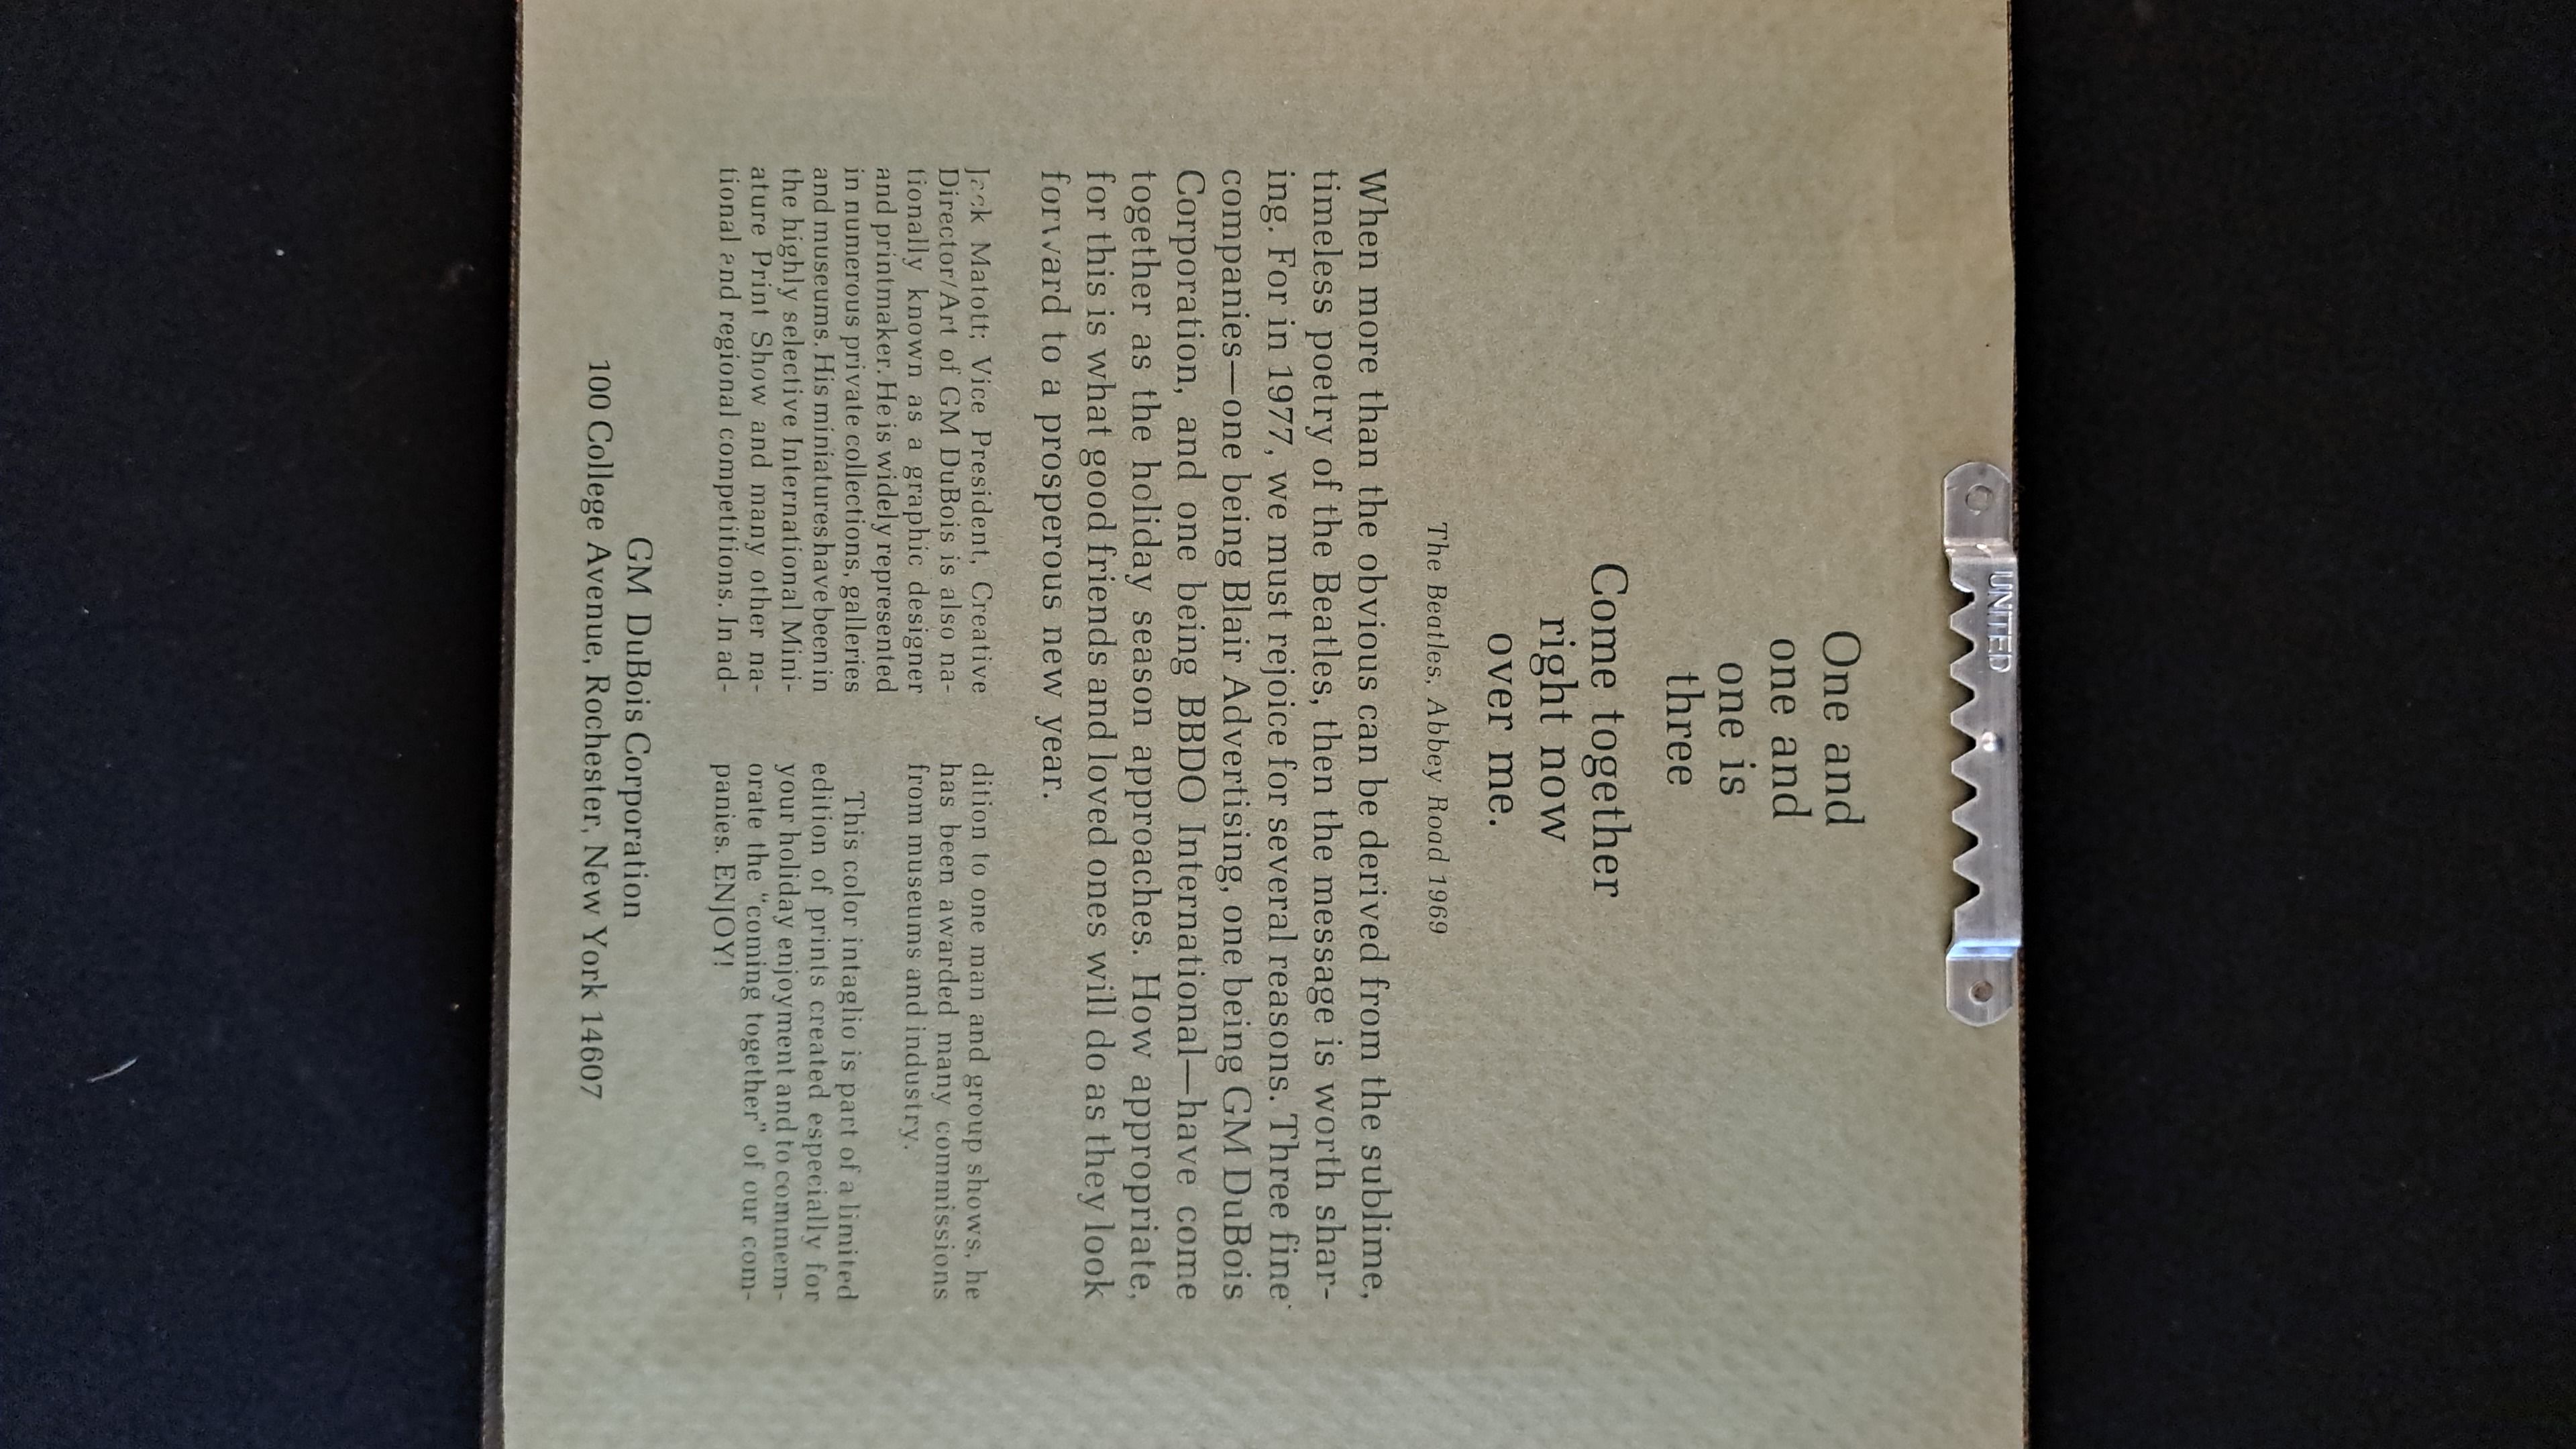 UNITED
One and
one and
one is
three
Come together
right now
over me.
The Beatles, Abbey Road 1969
When more than the obvious can be derived from the sublime,
timeless poetry of the Beatles, then the message is worth shar-
ing. For in 1977, we must rejoice for several reasons. Three fine
companies—one being Blair Advertising, one being GM DuBois
Corporation, and one being BBDO International—have come
together as the holiday season approaches. How appropriate,
for this is what good friends and loved ones will do as they look
forward to a prosperous new year.
Jack Matott; Vice President, Creative
Director/Art of GM DuBois is also na-
tionally known as a graphic designer
and printmaker. He is widely represented
in numerous private collections, galleries
and museums. His miniatures have been in
the highly selective International Mini-
ature Print Show and many other na-
tional and regional competitions. In ad-
dition to one man and group shows, he
has been awarded many commissions
from museums and industry.
This color intaglio is part of a limited
edition of prints created especially for
your holiday enjoyment and to commem-
orate the "coming together" of our com-
panies. ENJOY!
GM DuBois Corporation
100 College Avenue, Rochester, New York 14607